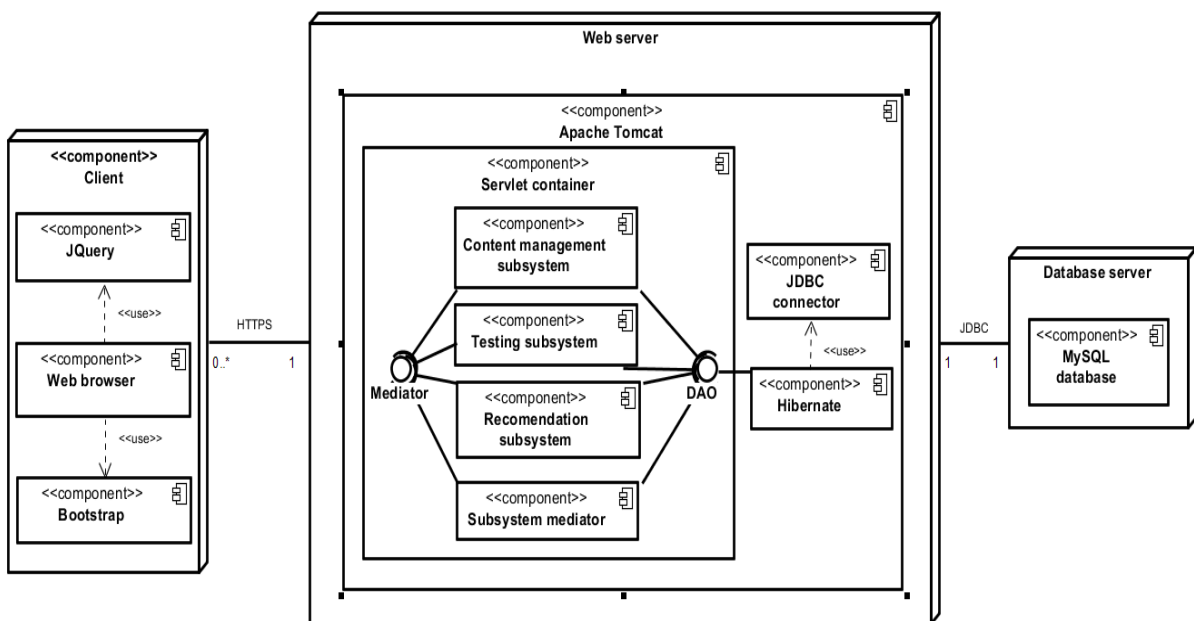 <<component>>
Client
<<component>>
JQuery
<<use>>
<<component>>
Web browser
<<use>>
<<component>>
Bootstrap
HTTPS
0..*
1
Web server
<<component>>
Apache Tomcat
<<component>>
Servlet container
<<component>>
Content management
subsystem
<<component>>
Testing subsystem
Mediator
<<component>>
Recomendation
subsystem
<<component>>
Subsystem mediator
DAO
<<component>>
JDBC
connector
<<use>>
<<component>>
Hibernate
JDBC
1
1
Database server
<<component>>
MySQL
database